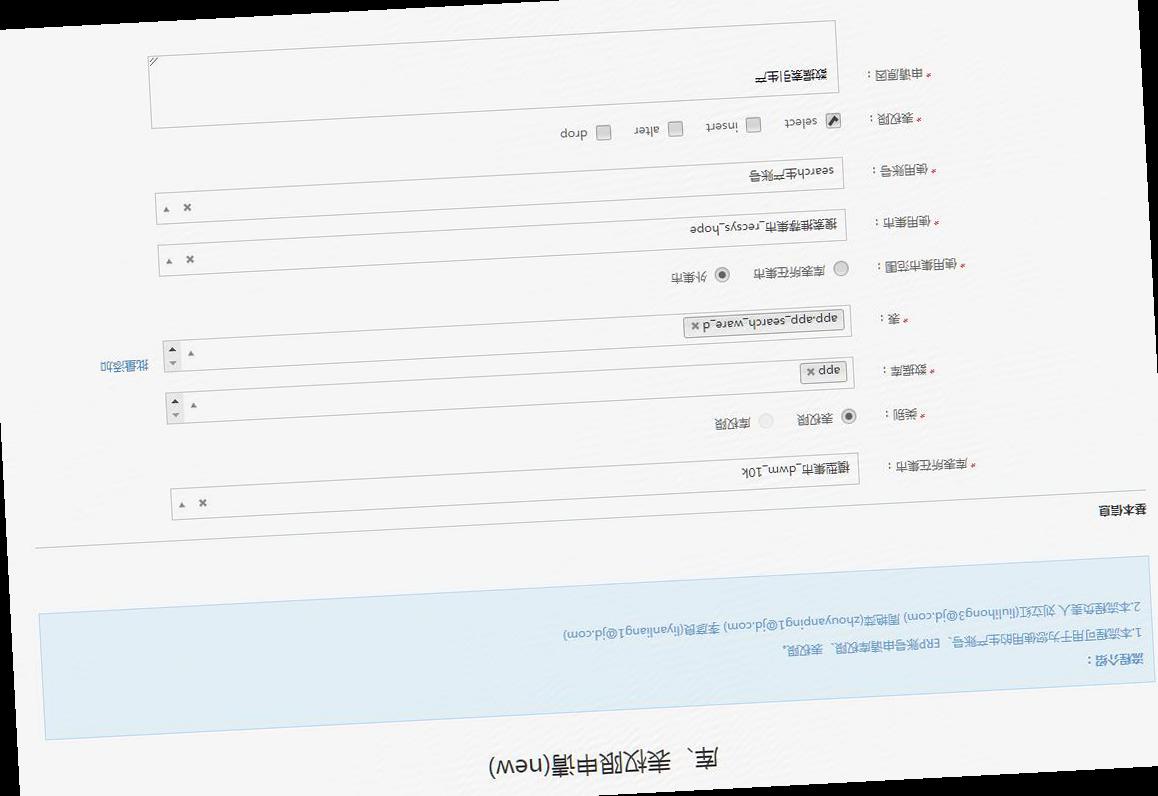 库、表权限申请(new)
流程介绍：
1.本流程可用于为您使用的生产账号、ERP账号申请库权限、表权限。
2.本流程负责人 刘立红(liulihong3@jd.com) 周艳萍(zhouyanping1@jd.com) 李彦良(liyanliang1@jd.com)
基本信息
* 库表所在集市： 模型集市_dwm_10k
* 类别： 表权限 库权限
* 数据库： app
* 表： app.app_search_ware_d 批量添加
* 使用集市范围： 库表所在集市 外集市
* 使用集市： 搜索推荐集市_recsys_hope
* 使用账号： search生产账号
* 表权限： select insert alter drop
* 申请原因： 数据索引生产